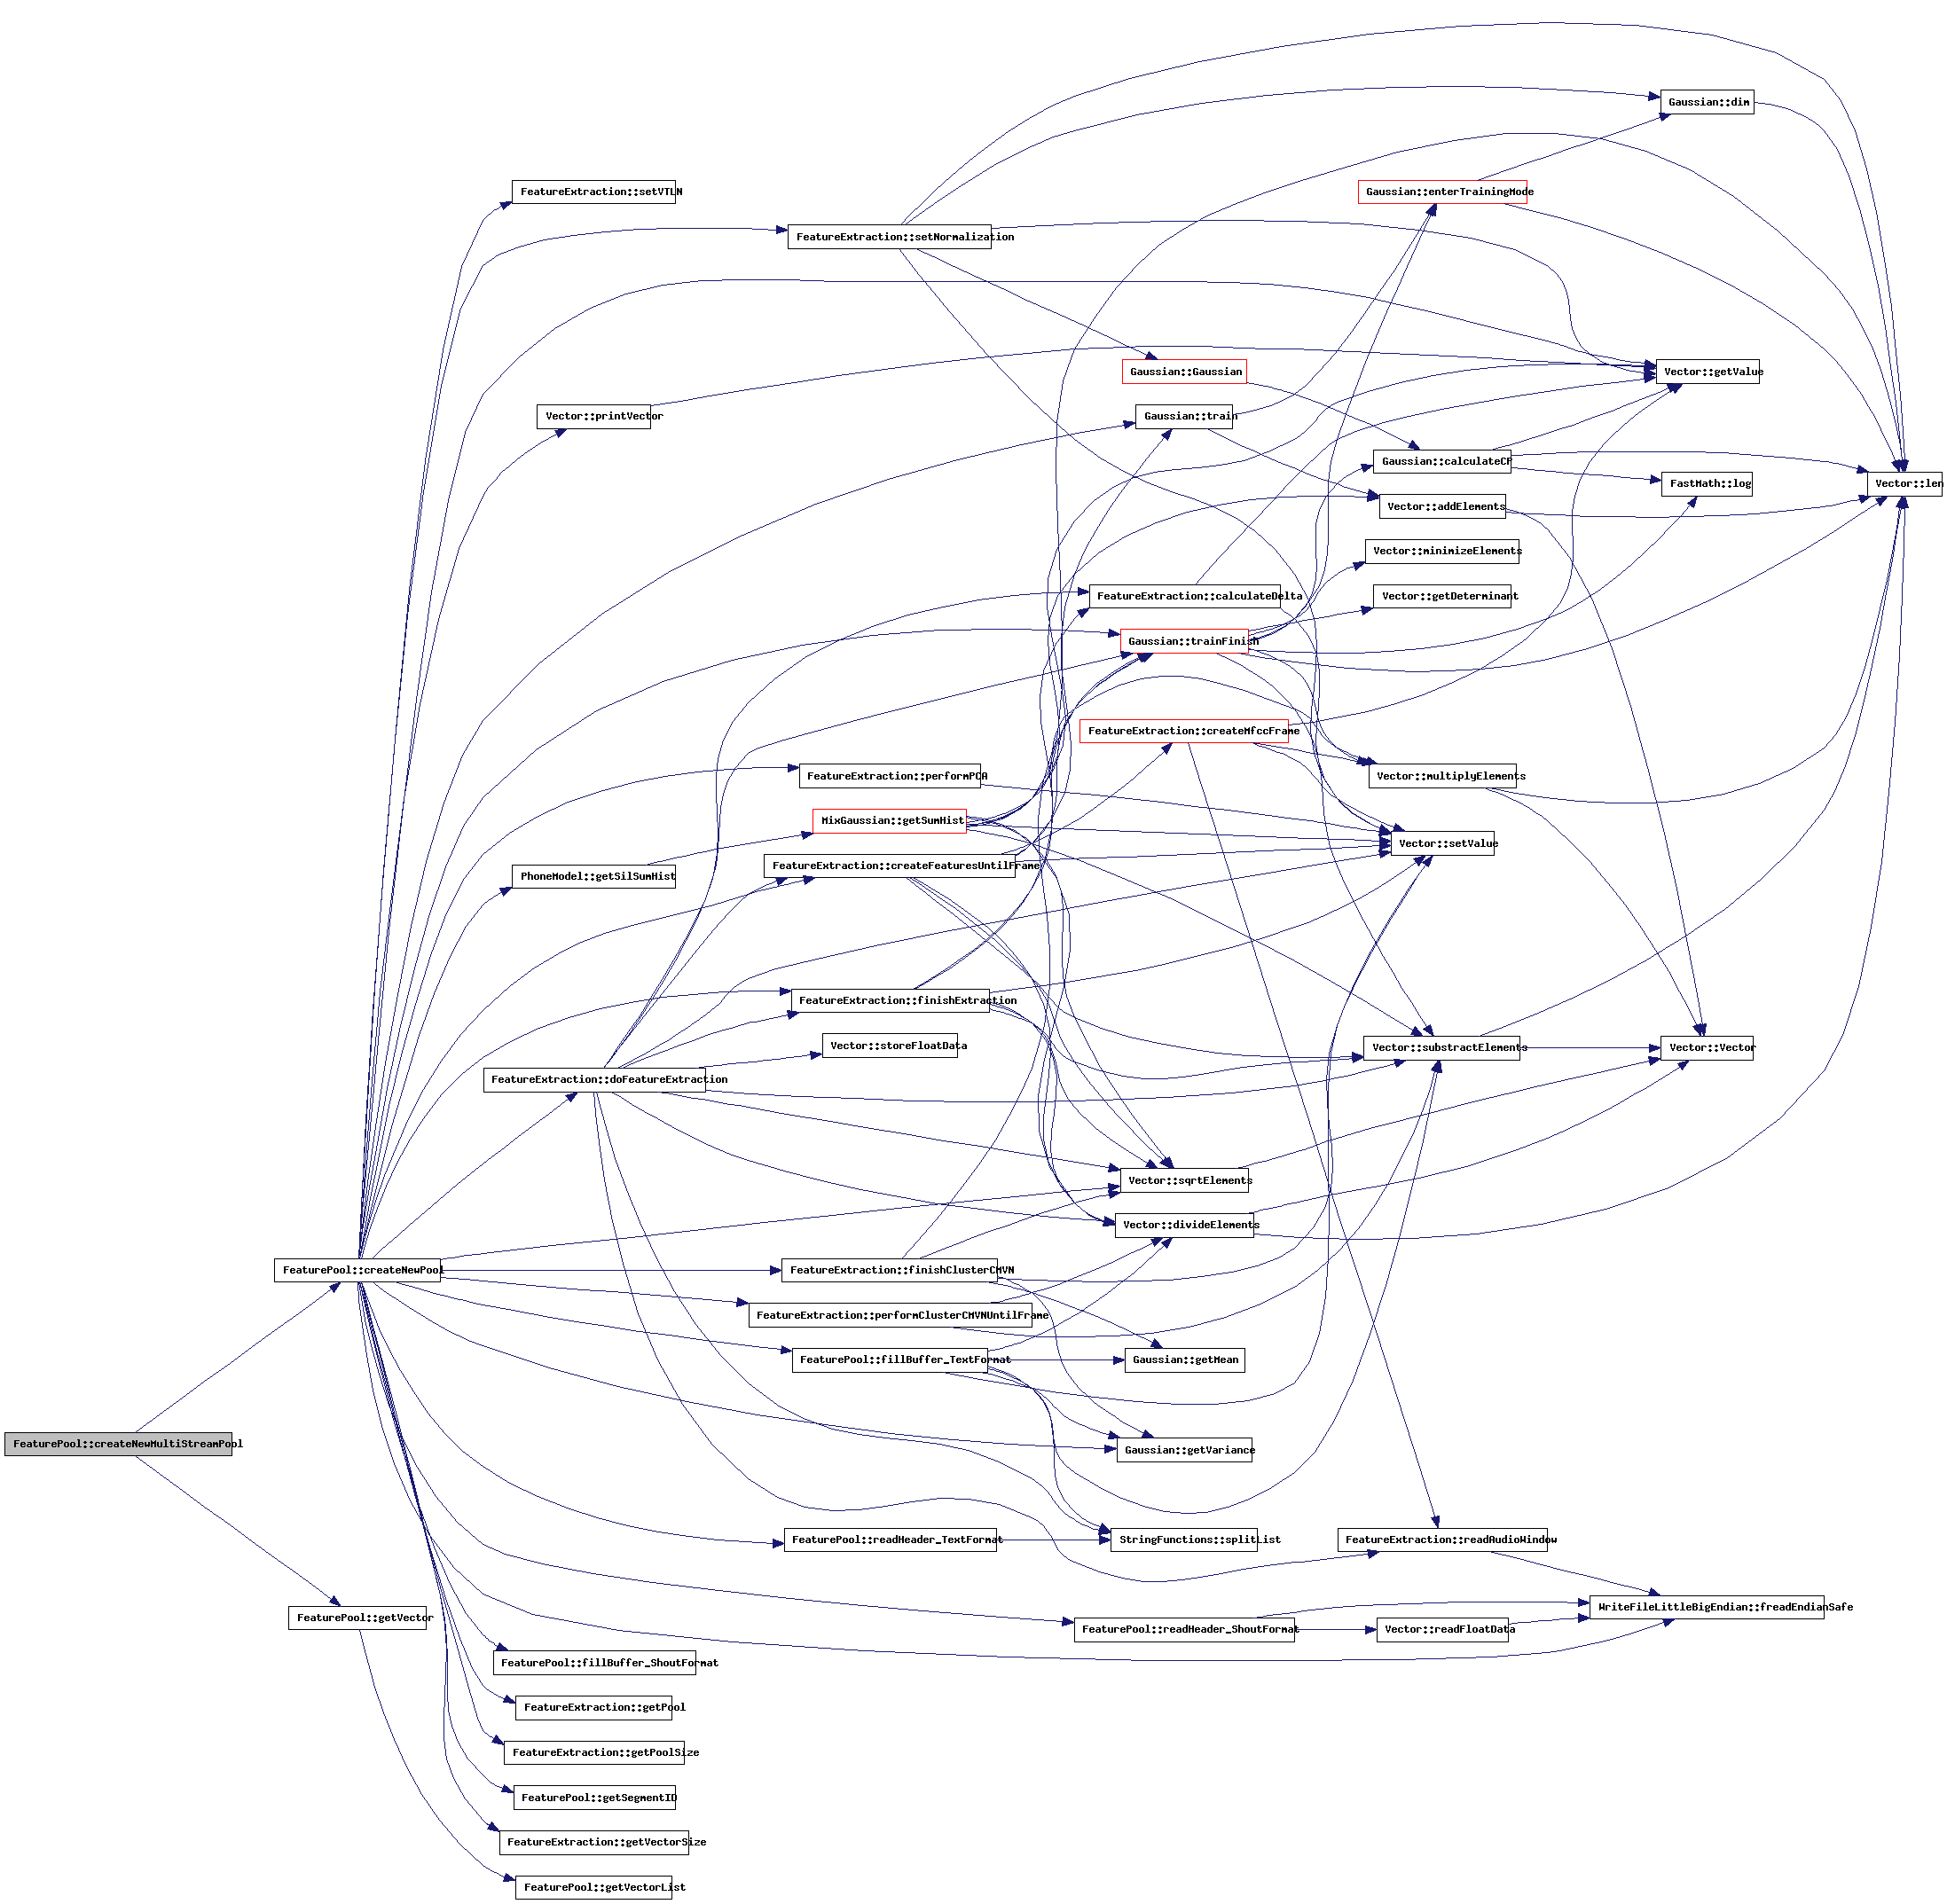 Gaussian::dim
FeatureExtraction::setVTLN
Gaussian::enterTrainingMode
FeatureExtraction::setNormalization
Gaussian::Gaussian
Vector::getValue
Vector::printVector
Gaussian::train
Gaussian::calculateCP
FastMath::log
Vector::len
Vector::addElements
Vector::minimizeElements
FeatureExtraction::calculateDelta
Vector::getDeterminant
Gaussian::trainFinish
FeatureExtraction::createMfccFrame
FeatureExtraction::performPCA
Vector::multiplyElements
MixGaussian::getSumHist
Vector::setValue
FeatureExtraction::createFeaturesUntilFrame
PhoneModel::getSilSumHist
FeatureExtraction::finishExtraction
Vector::storeFloatData
Vector::substractElements
Vector::Vector
FeatureExtraction::doFeatureExtraction
Vector::sqrtElements
Vector::divideElements
FeaturePool::createNewPool
FeatureExtraction::finishClusterCMVN
FeatureExtraction::performClusterCMVNUntilFrame
FeaturePool::fillBuffer_TextFormat
Gaussian::getMean
FeaturePool::createNewMultiStreamPool
Gaussian::getVariance
FeaturePool::readHeader_TextFormat
StringFunctions::splitList
FeatureExtraction::readAudioWindow
WriteFileLittleBigEndian::freadEndianSafe
FeaturePool::getVector
FeaturePool::readHeader_ShoutFormat
Vector::readFloatData
FeaturePool::fillBuffer_ShoutFormat
FeatureExtraction::getPool
FeatureExtraction::getPoolSize
FeaturePool::getSegmentID
FeatureExtraction::getVectorSize
FeaturePool::getVectorList